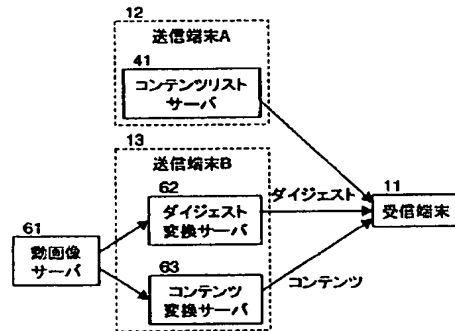 12
送信端末A
41
コンテンツリスト
サーバ
13
送信端末B
62
ダイジェスト
変換サーバ
ダイジェスト
11
受信端末
61
動画像
サーバ
63
コンテンツ
変換サーバ
コンテンツ